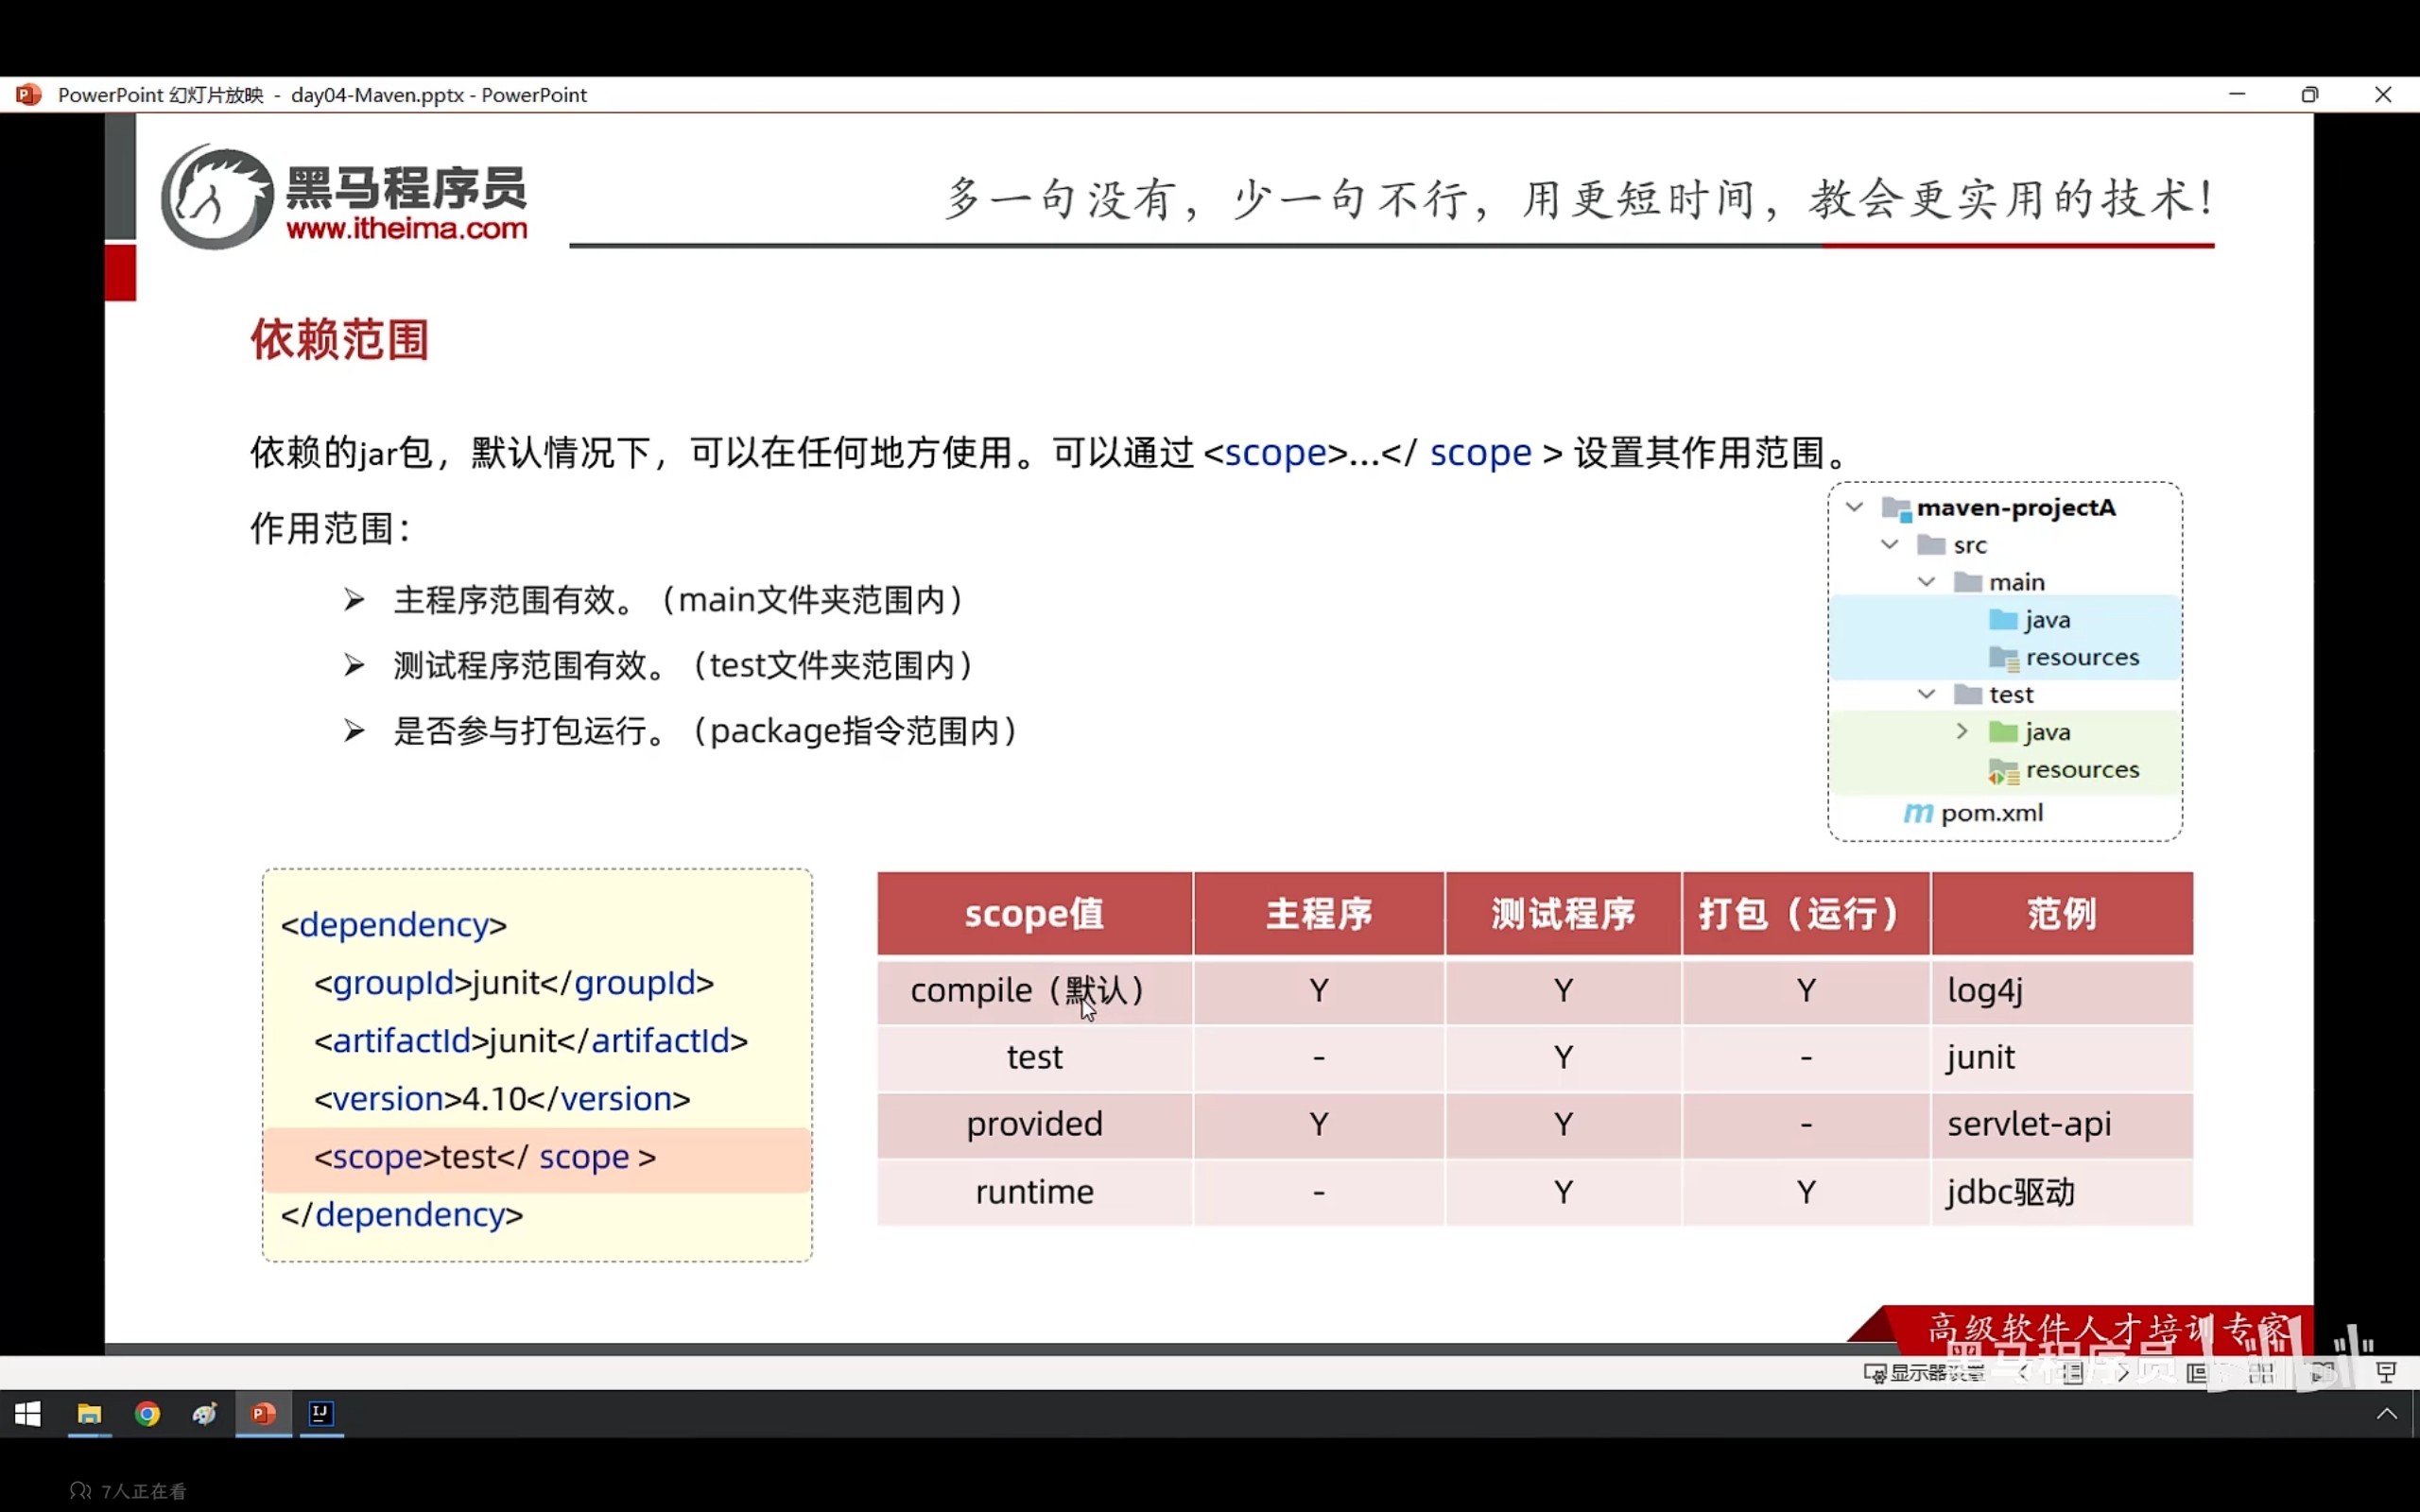 PowerPoint 幻灯片放映 - day04-Maven.pptx - PowerPoint
黑马程序员
www.itheima.com
多一句没有，少一句不行，用更短时间，教会更实用的技术！
依赖范围
依赖的jar包，默认情况下，可以在任何地方使用。可以通过 <scope>...</ scope > 设置其作用范围。
作用范围：
主程序范围有效。（main文件夹范围内）
测试程序范围有效。（test文件夹范围内）
是否参与打包运行。（package指令范围内）
maven-projectA
src
main
java
resources
test
java
resources
pom.xml
<dependency>
<groupId>junit</groupId>
<artifactId>junit</artifactId>
<version>4.10</version>
<scope>test</ scope >
</dependency>
scope值 主程序 测试程序 打包（运行） 范例
compile（默认） Y Y Y log4j
test - Y - junit
provided Y Y - servlet-api
runtime - Y Y jdbc驱动
高级软件人才培训专家
黑马程序员 bilibili
显示器设置
7人正在看